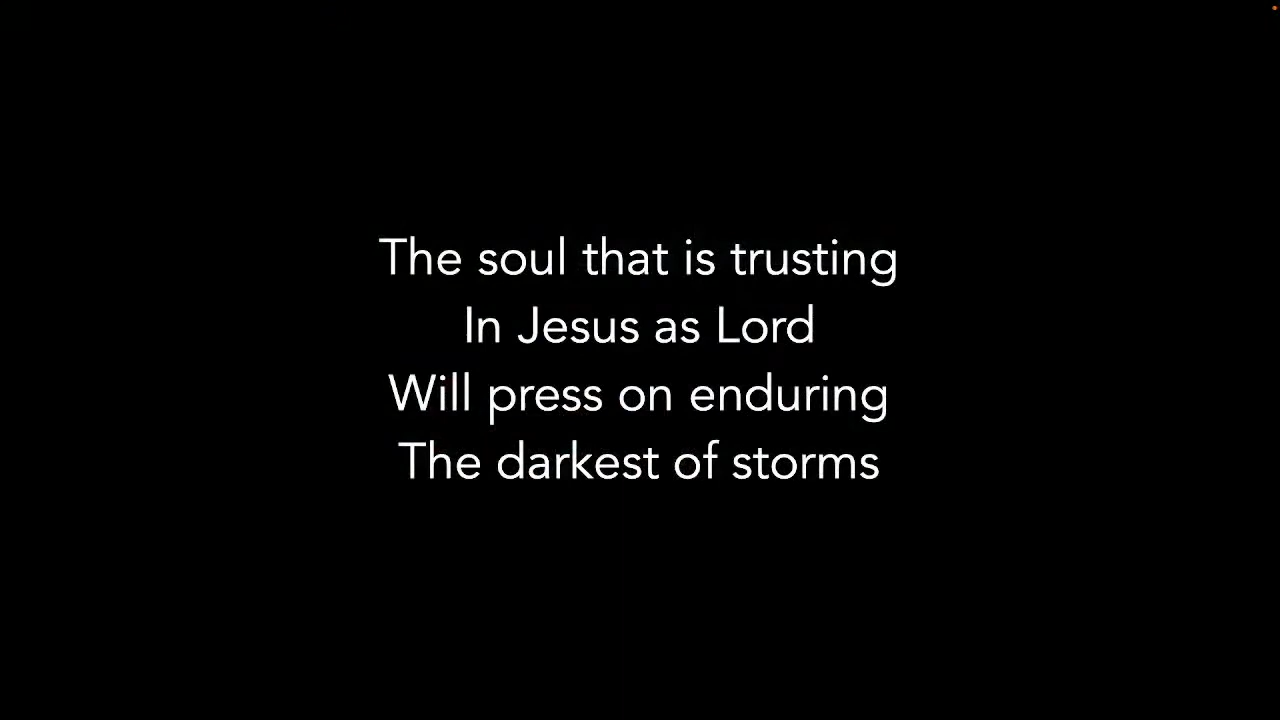 The soul that is trusting
In Jesus as Lord
Will press on enduring
The darkest of storms